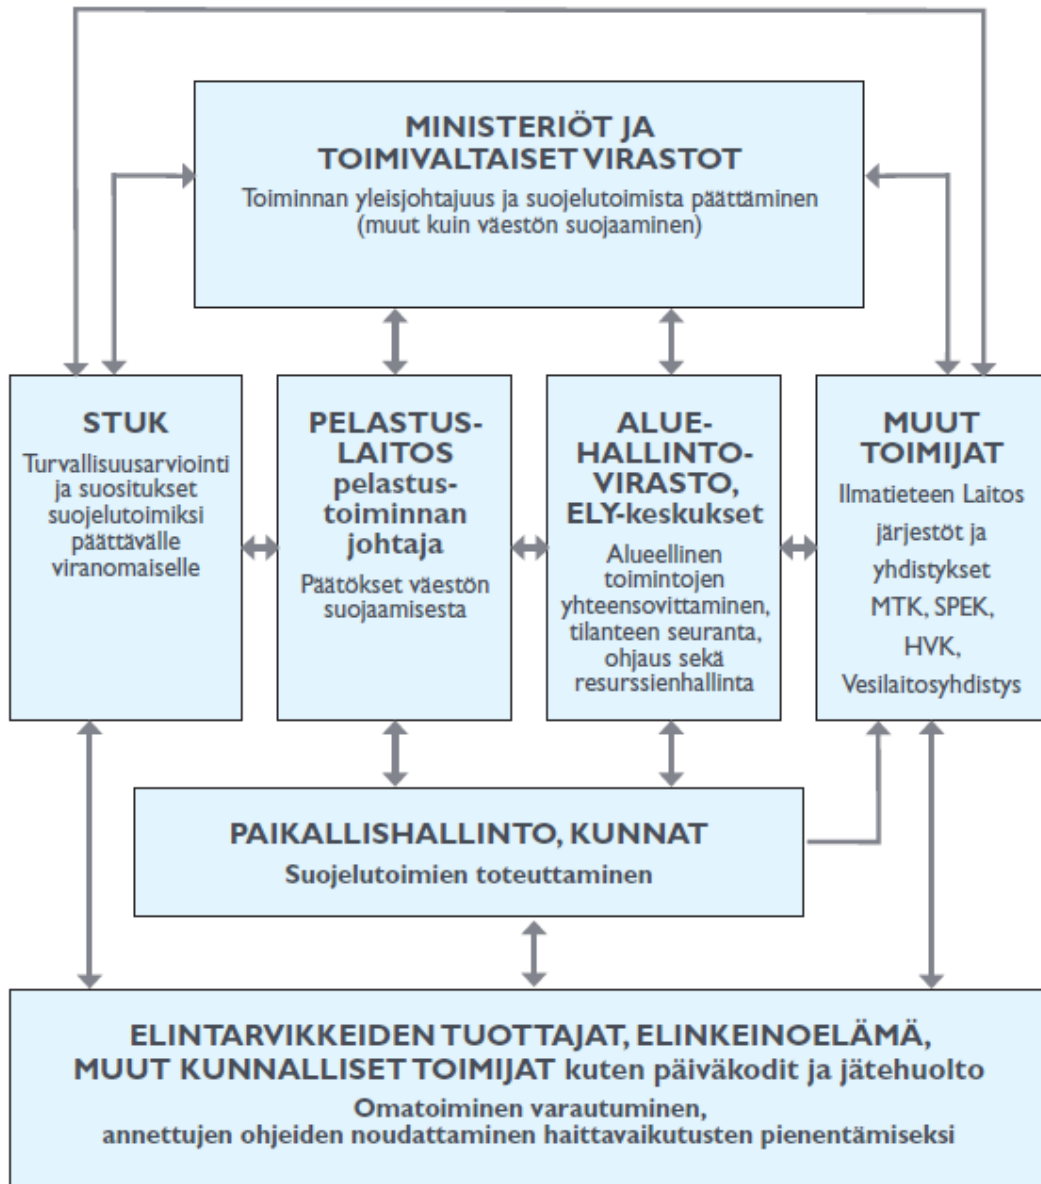 MINISTERIÖT JA
TOIMIVALTAISET VIRASTOT
Toiminnan yleisjohtajuus ja suojelutoimista päättäminen
(muut kuin väestön suojaaminen)
STUK
Turvallisuusarviointi
ja suositukset
suojelutoimiksi
päättävälle
viranomaiselle
PELASTUS-
LAITOS
pelastus-
toiminnan
johtaja
Päätökset väestön
suojaamisesta
ALUE-
HALLINTO-
VIRASTO,
ELY-keskukset
Alueellinen
toimintojen
yhteensovittaminen,
tilanteen seuranta,
ohjaus sekä
resurssienhallinta
MUUT
TOIMIJAT
Ilmatieteen Laitos
järjestöt ja
yhdistykset
MTK, SPEK,
HVK,
Vesilaitosyhdistys
PAIKALLISHALLINTO, KUNNAT
Suojelutoimien toteuttaminen
ELINTARVIKKEIDEN TUOTTAJAT, ELINKEINOELÄMÄ,
MUUT KUNNALLISET TOIMIJAT kuten päiväkodit ja jätehuolto
Omatoiminen varautuminen,
annettujen ohjeiden noudattaminen haittavaikutusten pienentämiseksi